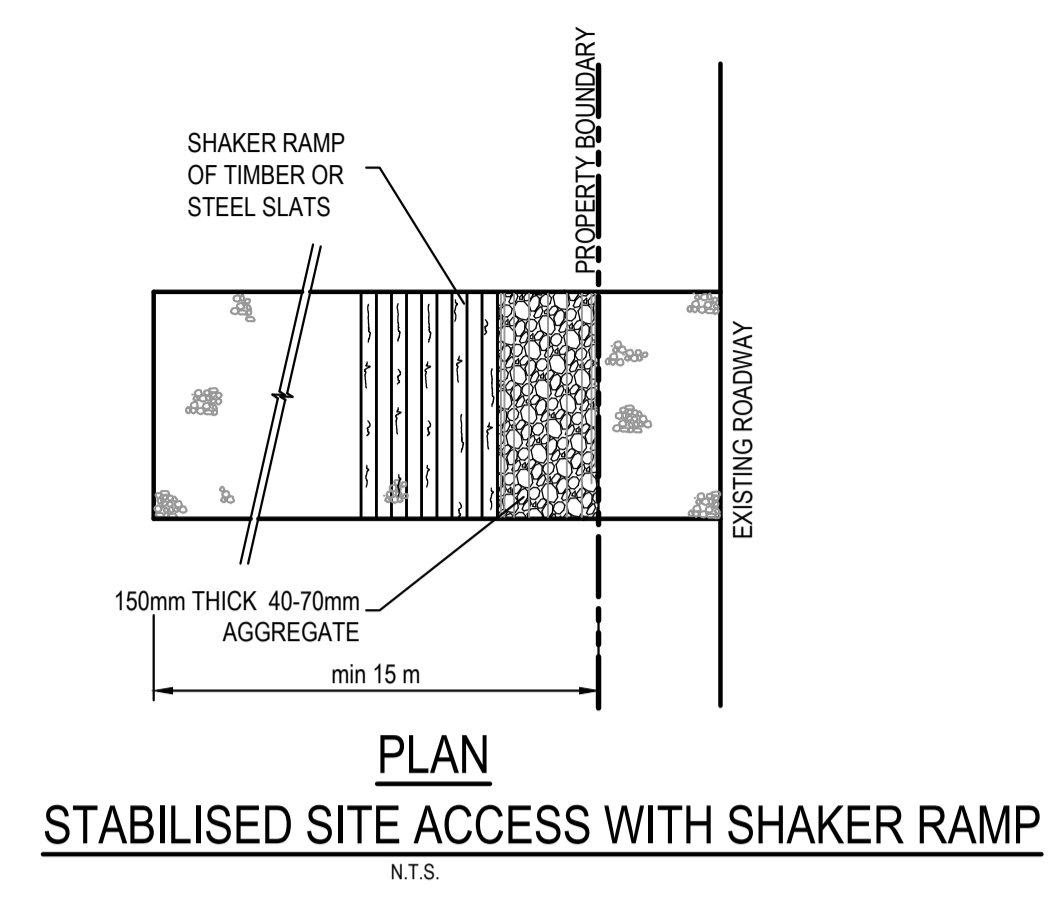 SHAKER RAMP
OF TIMBER OR
STEEL SLATS
PROPERTY BOUNDARY
EXISTING ROADWAY
150mm THICK 40-70mm
AGGREGATE
min 15 m
PLAN
STABILISED SITE ACCESS WITH SHAKER RAMP
N.T.S.